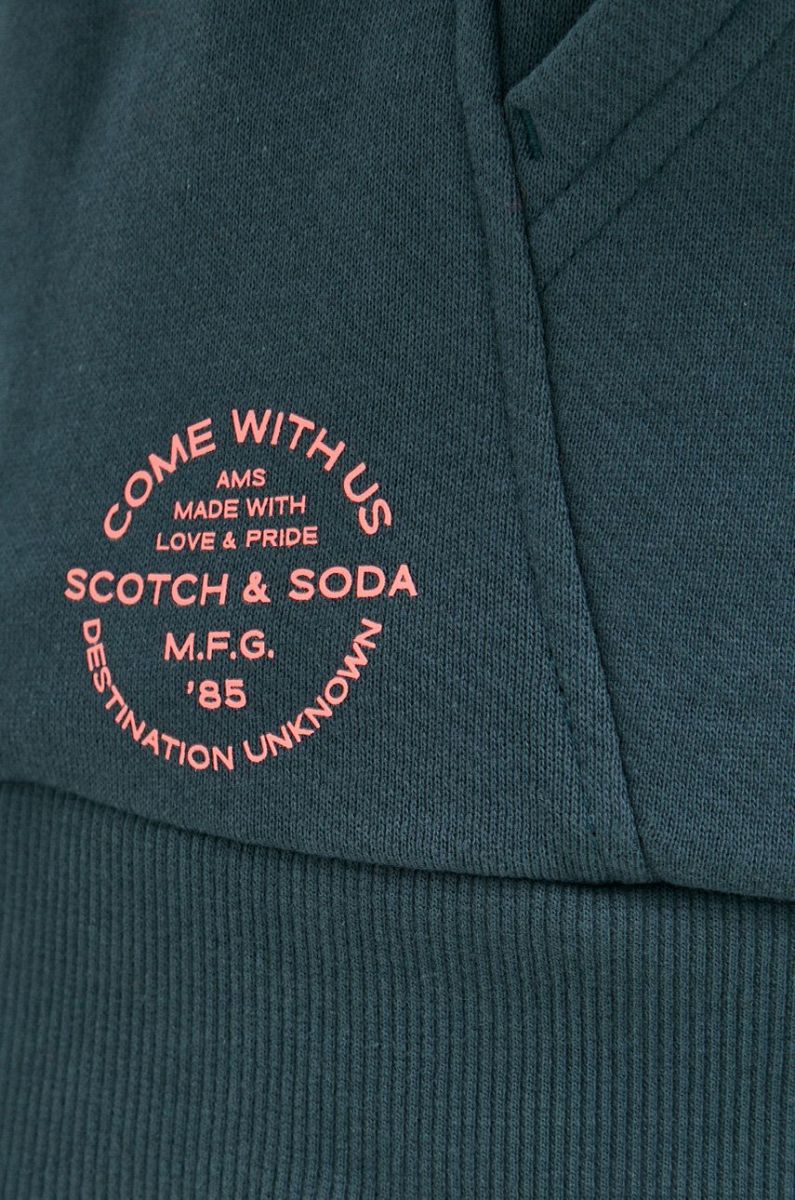 COME WITH US
AMS
MADE WITH
LOVE & PRIDE
SCOTCH & SODA
M.F.G.
'85
DESTINATION UNKNOWN